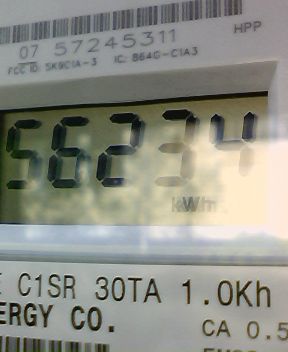 07 57245311 HPP
FCC ID: SK9C1A-3 IC: 864G-C1A3
56234
kWh
C1SR 30TA 1.0Kh
ERGY CO.
CA 0.5